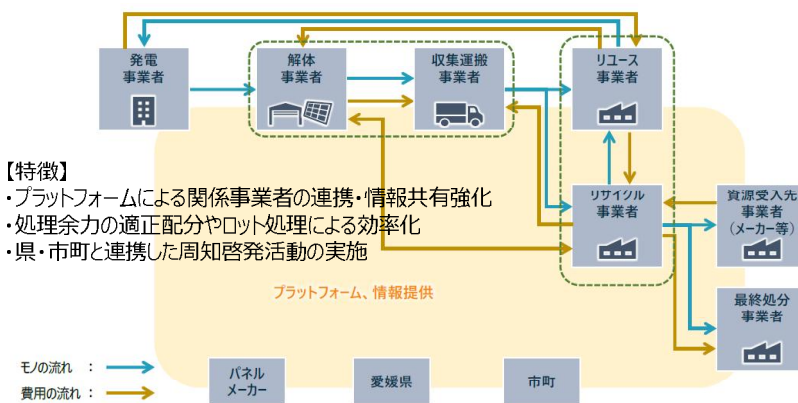 発電
事業者
解体
事業者
収集運搬
事業者
リユース
事業者
【特徴】
・プラットフォームによる関係事業者の連携・情報共有強化
・処理余力の適正配分やロット処理による効率化
・県・市町と連携した周知啓発活動の実施
リサイクル
事業者
資源受入先
事業者
(メーカー等)
プラットフォーム、情報提供
最終処分
事業者
モノの流れ :
費用の流れ :
パネル
メーカー
愛媛県
市町